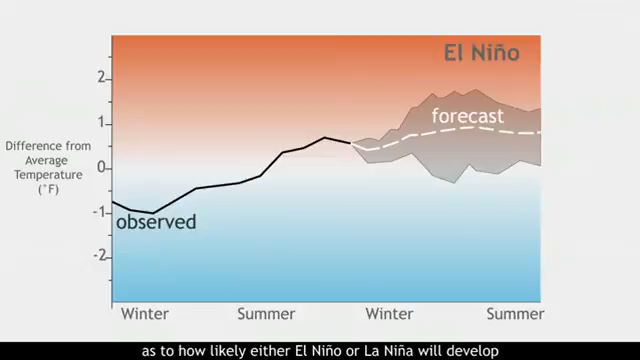 El Niño
2
1
0
-1
-2
Difference from
Average
Temperature
(°F)
forecast
observed
Winter
Summer
Winter
Summer
as to how likely either El Niño or La Niña will develop